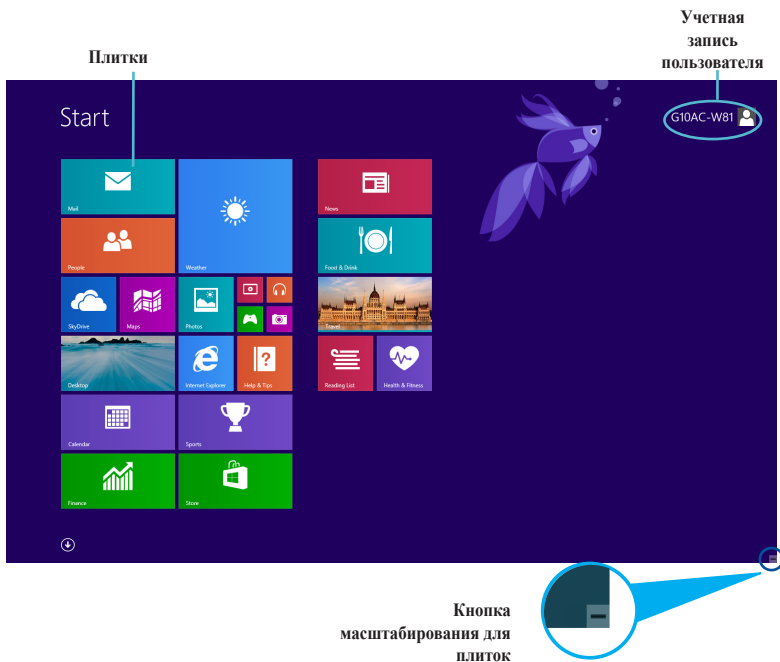 Учетная
запись
пользователя
Плитки
Start
G10AC-W81
Mail
Weather
News
People
Food & Drink
SkyDrive
Maps
Photos
Travel
Desktop
Internet Explorer
Help & Tips
Reading List
Health & Fitness
Calendar
Sports
Finance
Store
Кнопка
масштабирования для
плиток